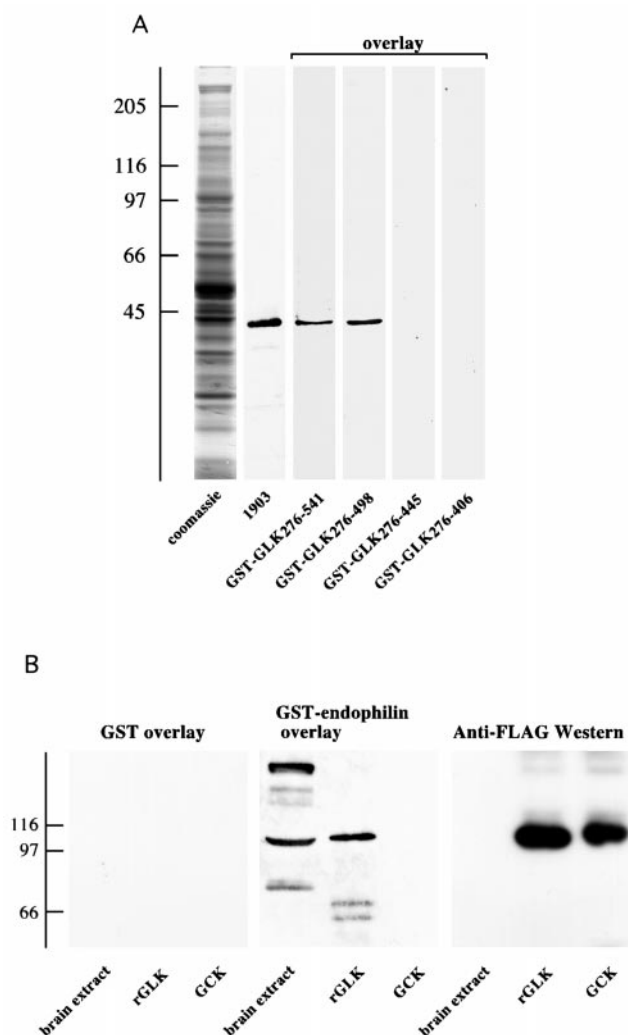 A
overlay
205
116
97
66
45
coomassie
1903
GST-GLK276-541
GST-GLK276-498
GST-GLK276-445
GST-GLK276-406
B
GST overlay
GST-endophilin
overlay
Anti-FLAG Western
116
97
66
brain extract
rGLK
GCK
brain extract
rGLK
GCK
brain extract
rGLK
GCK